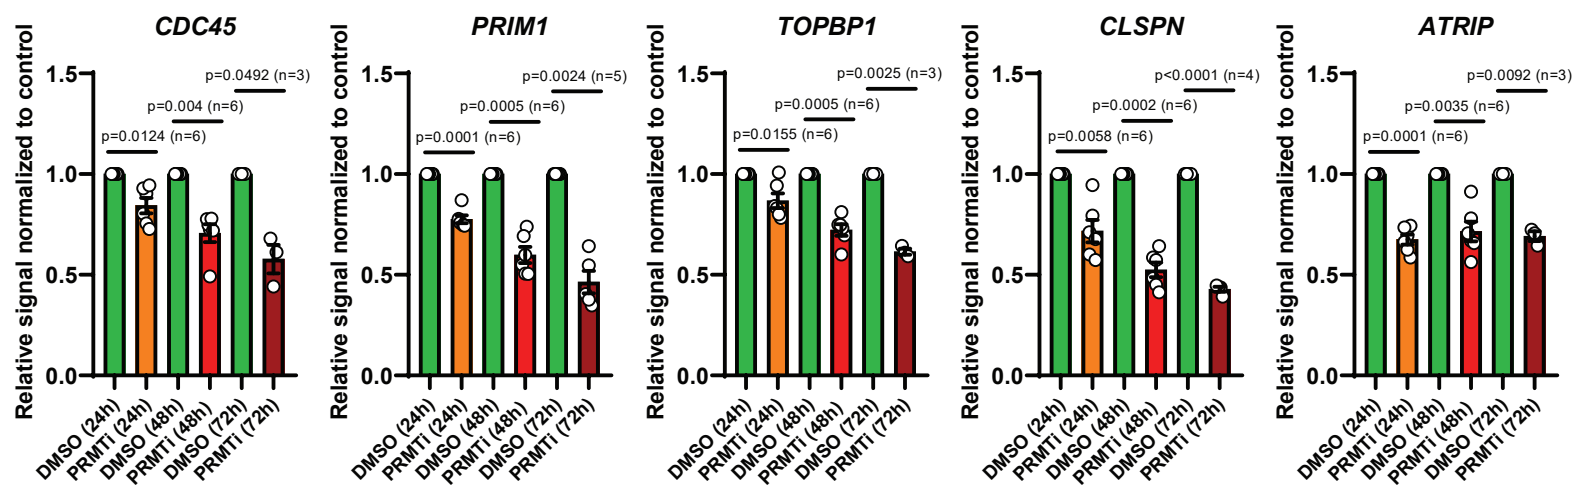 CDC45
Relative signal normalized to control
1.5
1.0
0.5
0.0
p=0.0492 (n=3)
p=0.004 (n=6)
p=0.0124 (n=6)
DMSO (24h)
PRMTi (24h)
DMSO (48h)
PRMTi (48h)
DMSO (72h)
PRMTi (72h)
PRIM1
Relative signal normalized to control
1.5
1.0
0.5
0.0
p=0.0024 (n=5)
p=0.0005 (n=6)
p=0.0001 (n=6)
DMSO (24h)
PRMTi (24h)
DMSO (48h)
PRMTi (48h)
DMSO (72h)
PRMTi (72h)
TOPBP1
Relative signal normalized to control
1.5
1.0
0.5
0.0
p=0.0025 (n=3)
p=0.0005 (n=6)
p=0.0155 (n=6)
DMSO (24h)
PRMTi (24h)
DMSO (48h)
PRMTi (48h)
DMSO (72h)
PRMTi (72h)
CLSPN
Relative signal normalized to control
1.5
1.0
0.5
0.0
p<0.0001 (n=4)
p=0.0002 (n=6)
p=0.0058 (n=6)
DMSO (24h)
PRMTi (24h)
DMSO (48h)
PRMTi (48h)
DMSO (72h)
PRMTi (72h)
ATRIP
Relative signal normalized to control
1.5
1.0
0.5
0.0
p=0.0092 (n=3)
p=0.0035 (n=6)
p=0.0001 (n=6)
DMSO (24h)
PRMTi (24h)
DMSO (48h)
PRMTi (48h)
DMSO (72h)
PRMTi (72h)